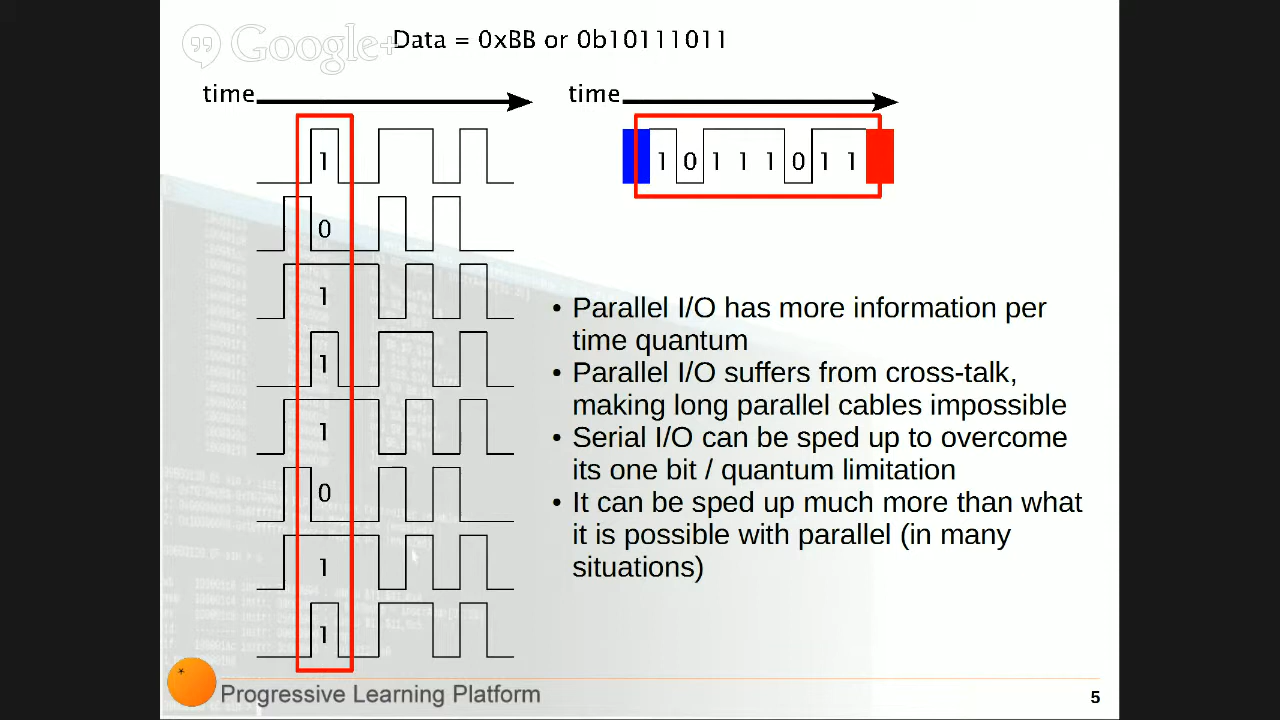 Google+
Data = 0xBB or 0b10111011
time
time
1
0
1
1
1
0
1
1
1 0 1 1 1 0 1 1
• Parallel I/O has more information per
time quantum
• Parallel I/O suffers from cross-talk,
making long parallel cables impossible
• Serial I/O can be sped up to overcome
its one bit / quantum limitation
• It can be sped up much more than what
it is possible with parallel (in many
situations)
*
Progressive Learning Platform
5